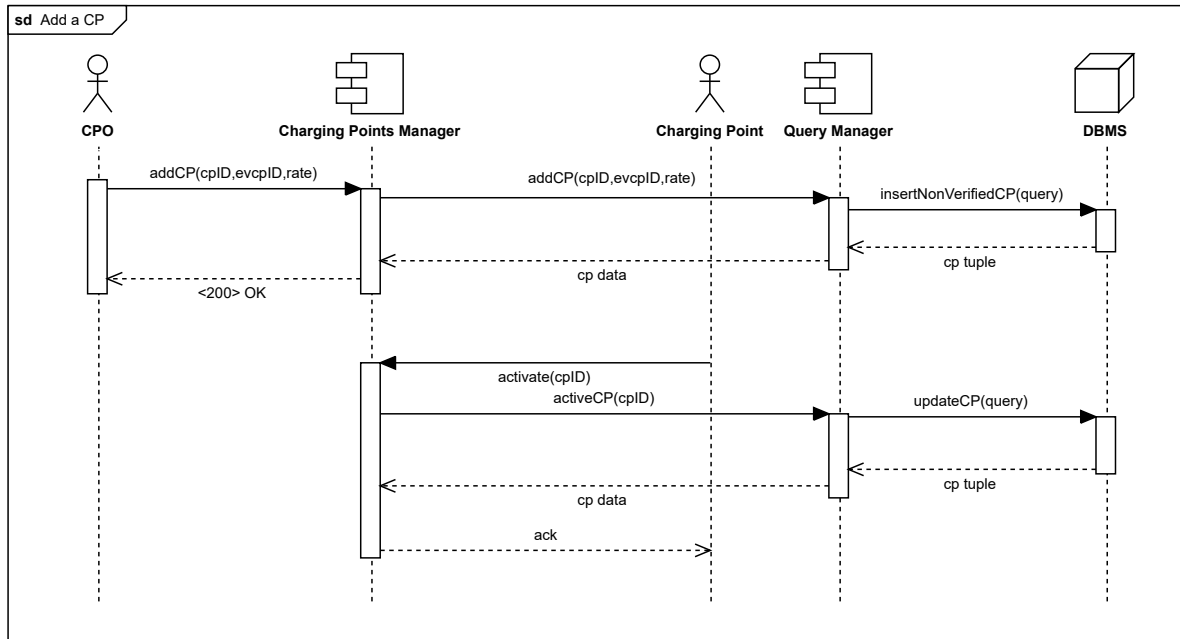 sd Add a CP
CPO
Charging Points Manager
Charging Point
Query Manager
DBMS
addCP(cpID,evcpID,rate)
addCP(cpID,evcpID,rate)
insertNonVerifiedCP(query)
cp tuple
cp data
<200> OK
activate(cpID)
activeCP(cpID)
updateCP(query)
cp tuple
cp data
ack